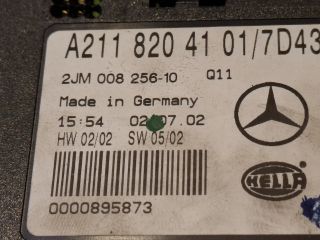 A211 820 41 01/7D43
2JM 008 256-10 Q11
Made in Germany
15:54 02.07.02
HW 02/02 SW 05/02
HELLA
0000895873